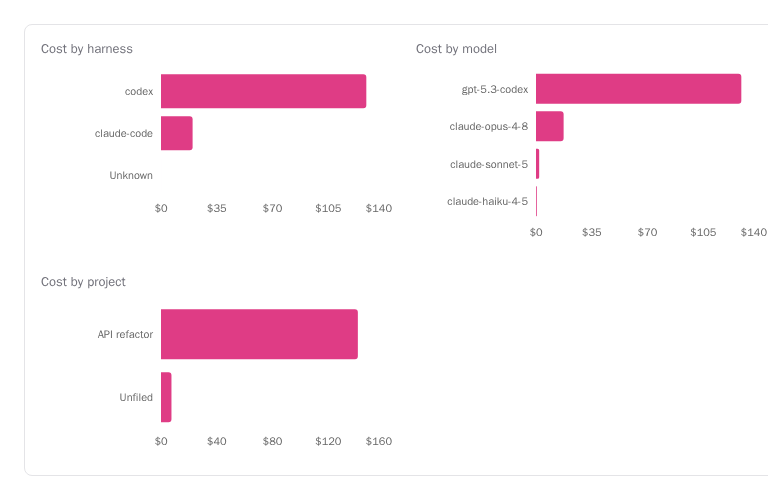 Cost by harness
codex
claude-code
Unknown
$0 $35 $70 $105 $140
Cost by model
gpt-5.3-codex
claude-opus-4-8
claude-sonnet-5
claude-haiku-4-5
$0 $35 $70 $105 $140
Cost by project
API refactor
Unfiled
$0 $40 $80 $120 $160